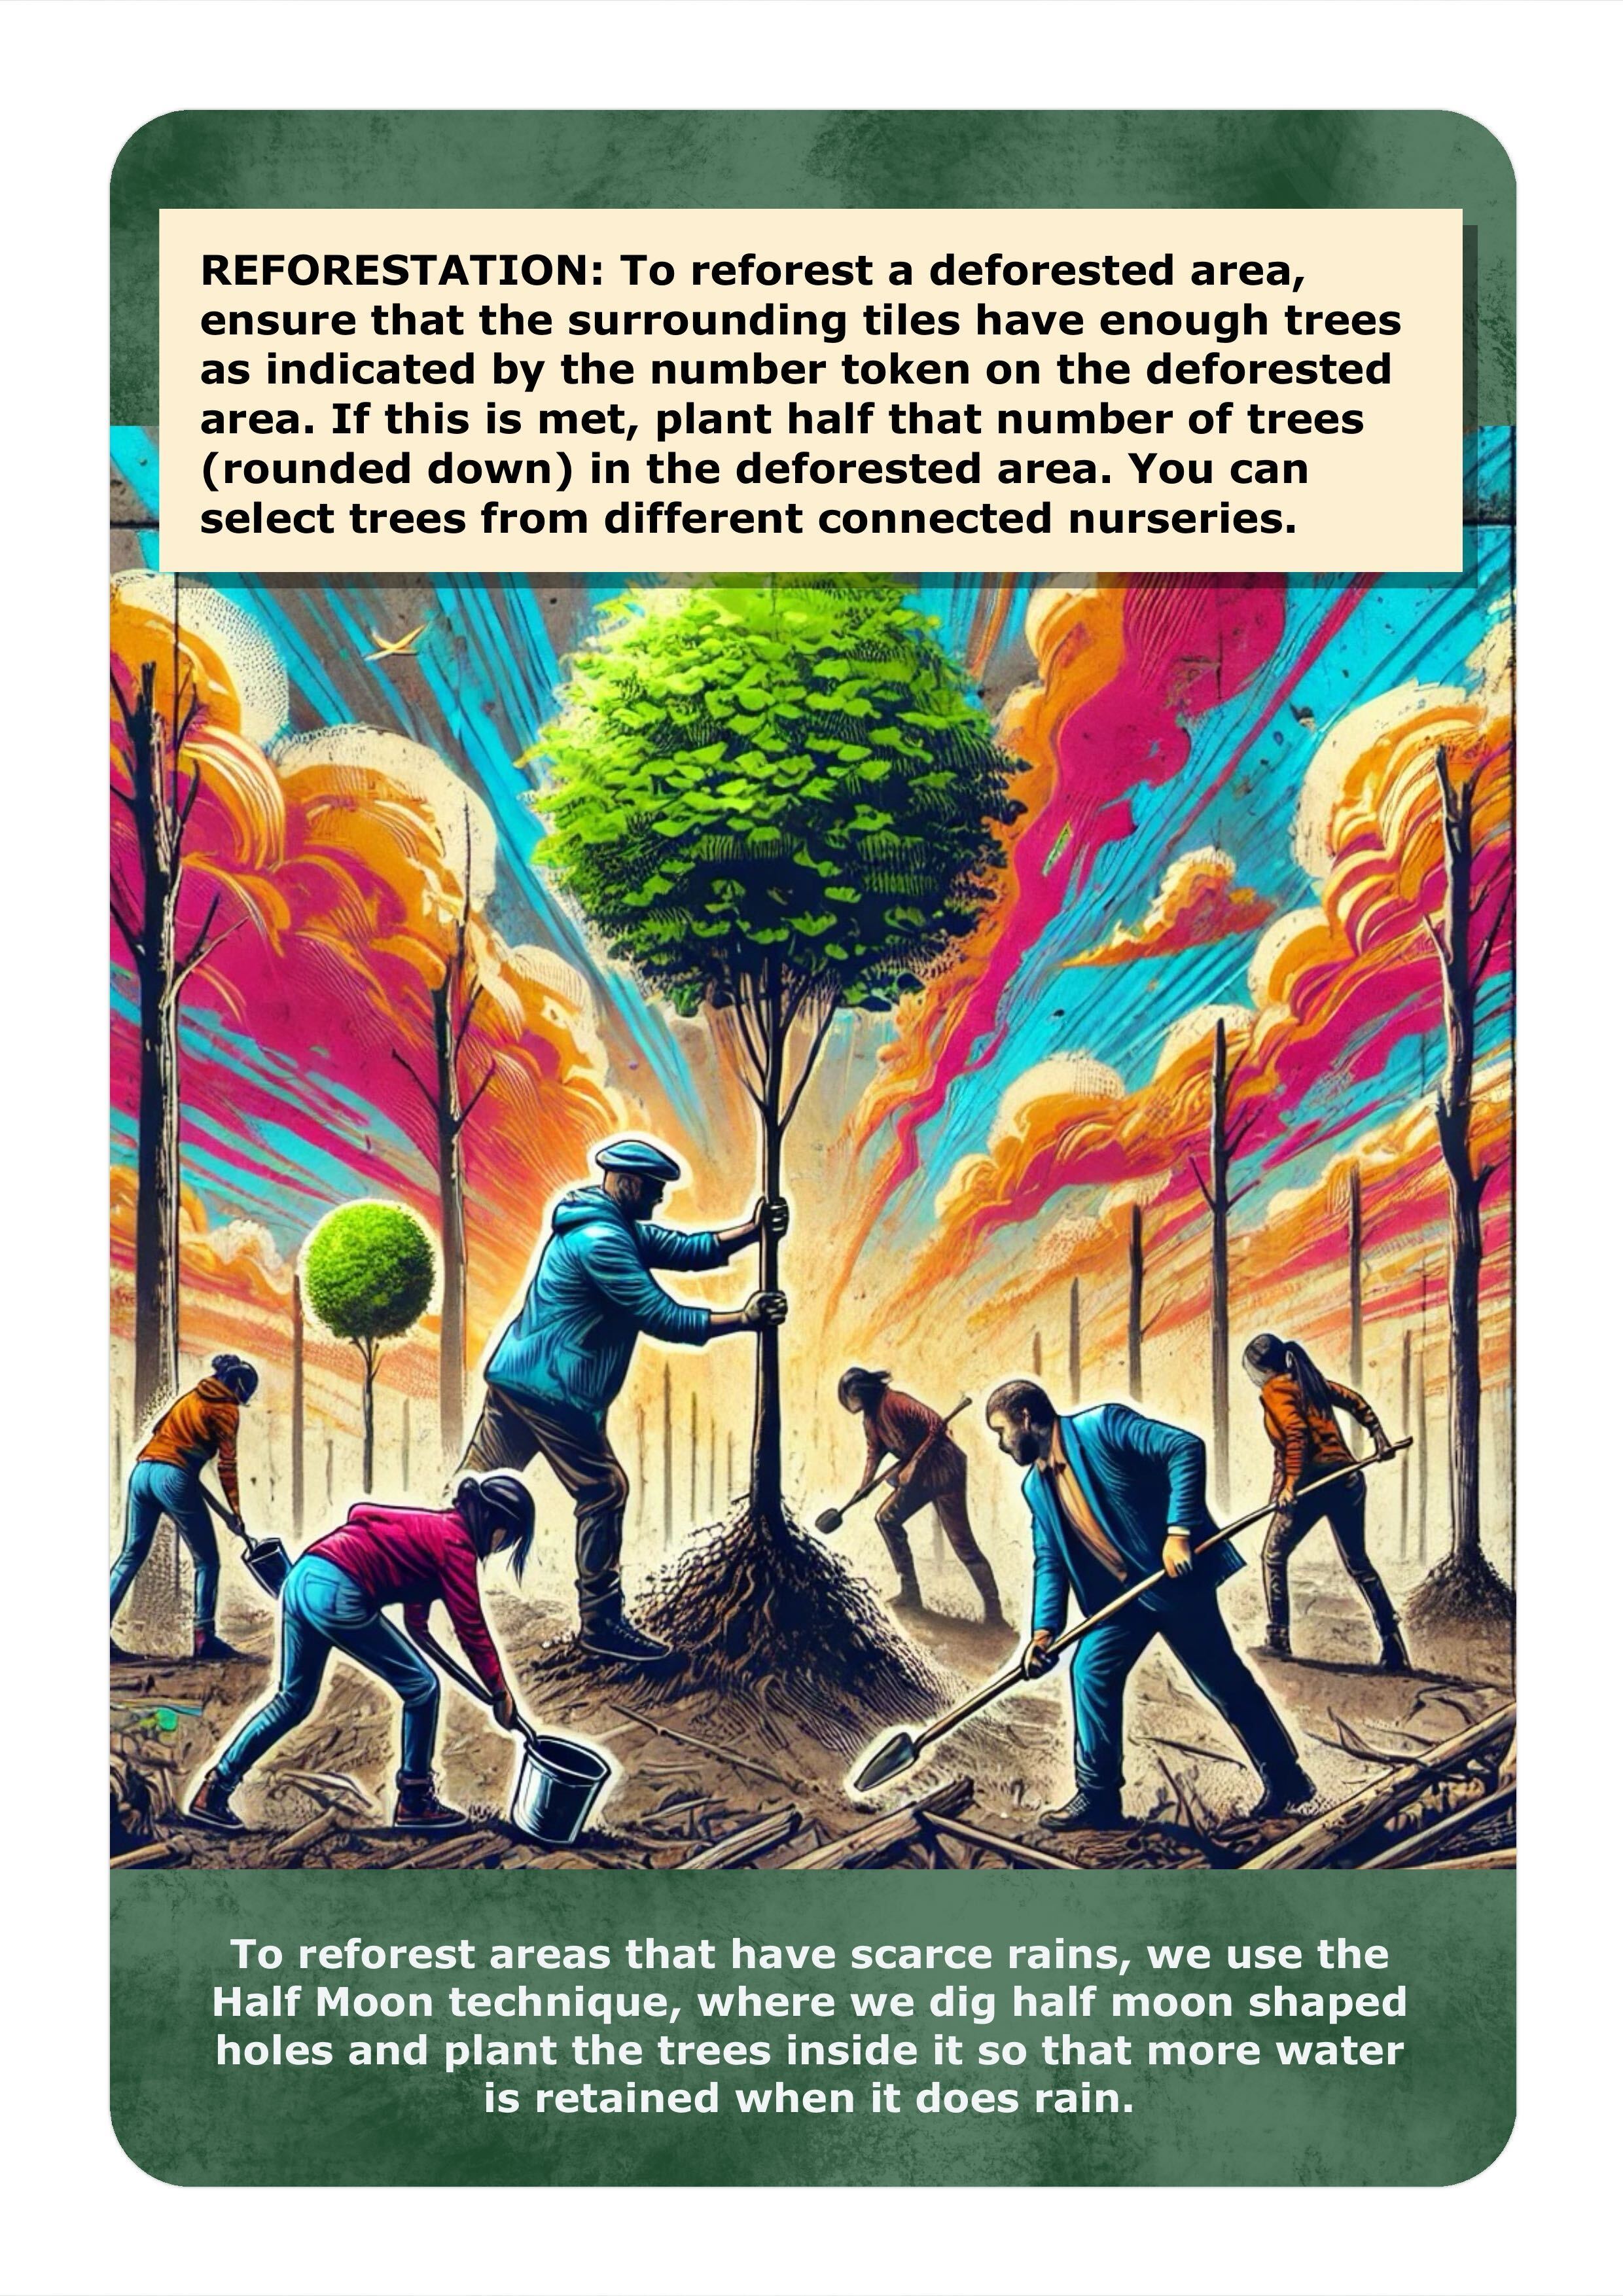 REFORESTATION: To reforest a deforested area,
ensure that the surrounding tiles have enough trees
as indicated by the number token on the deforested
area. If this is met, plant half that number of trees
(rounded down) in the deforested area. You can
select trees from different connected nurseries.
To reforest areas that have scarce rains, we use the
Half Moon technique, where we dig half moon shaped
holes and plant the trees inside it so that more water
is retained when it does rain.